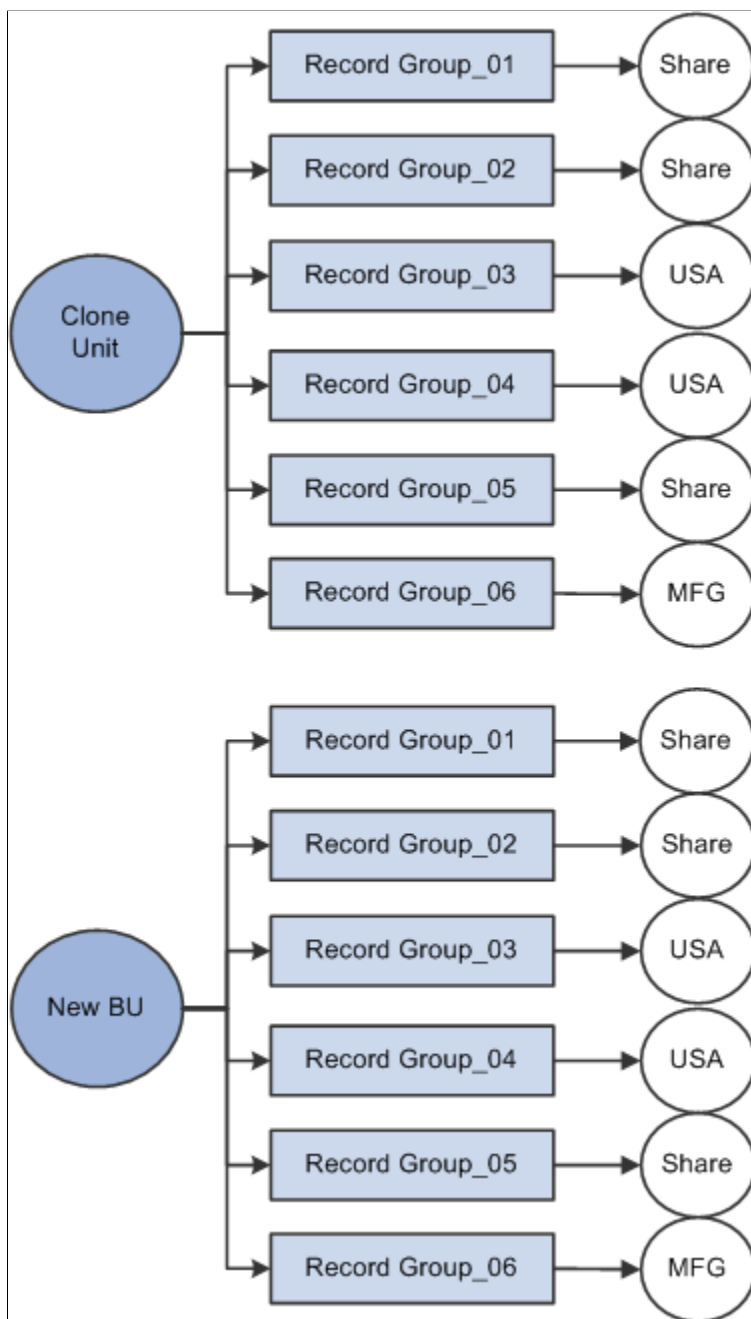 Record Group_01
Share
Record Group_02
Share
Record Group_03
USA
Clone
Unit
Record Group_04
USA
Record Group_05
Share
Record Group_06
MFG
Record Group_01
Share
Record Group_02
Share
Record Group_03
USA
New BU
Record Group_04
USA
Record Group_05
Share
Record Group_06
MFG